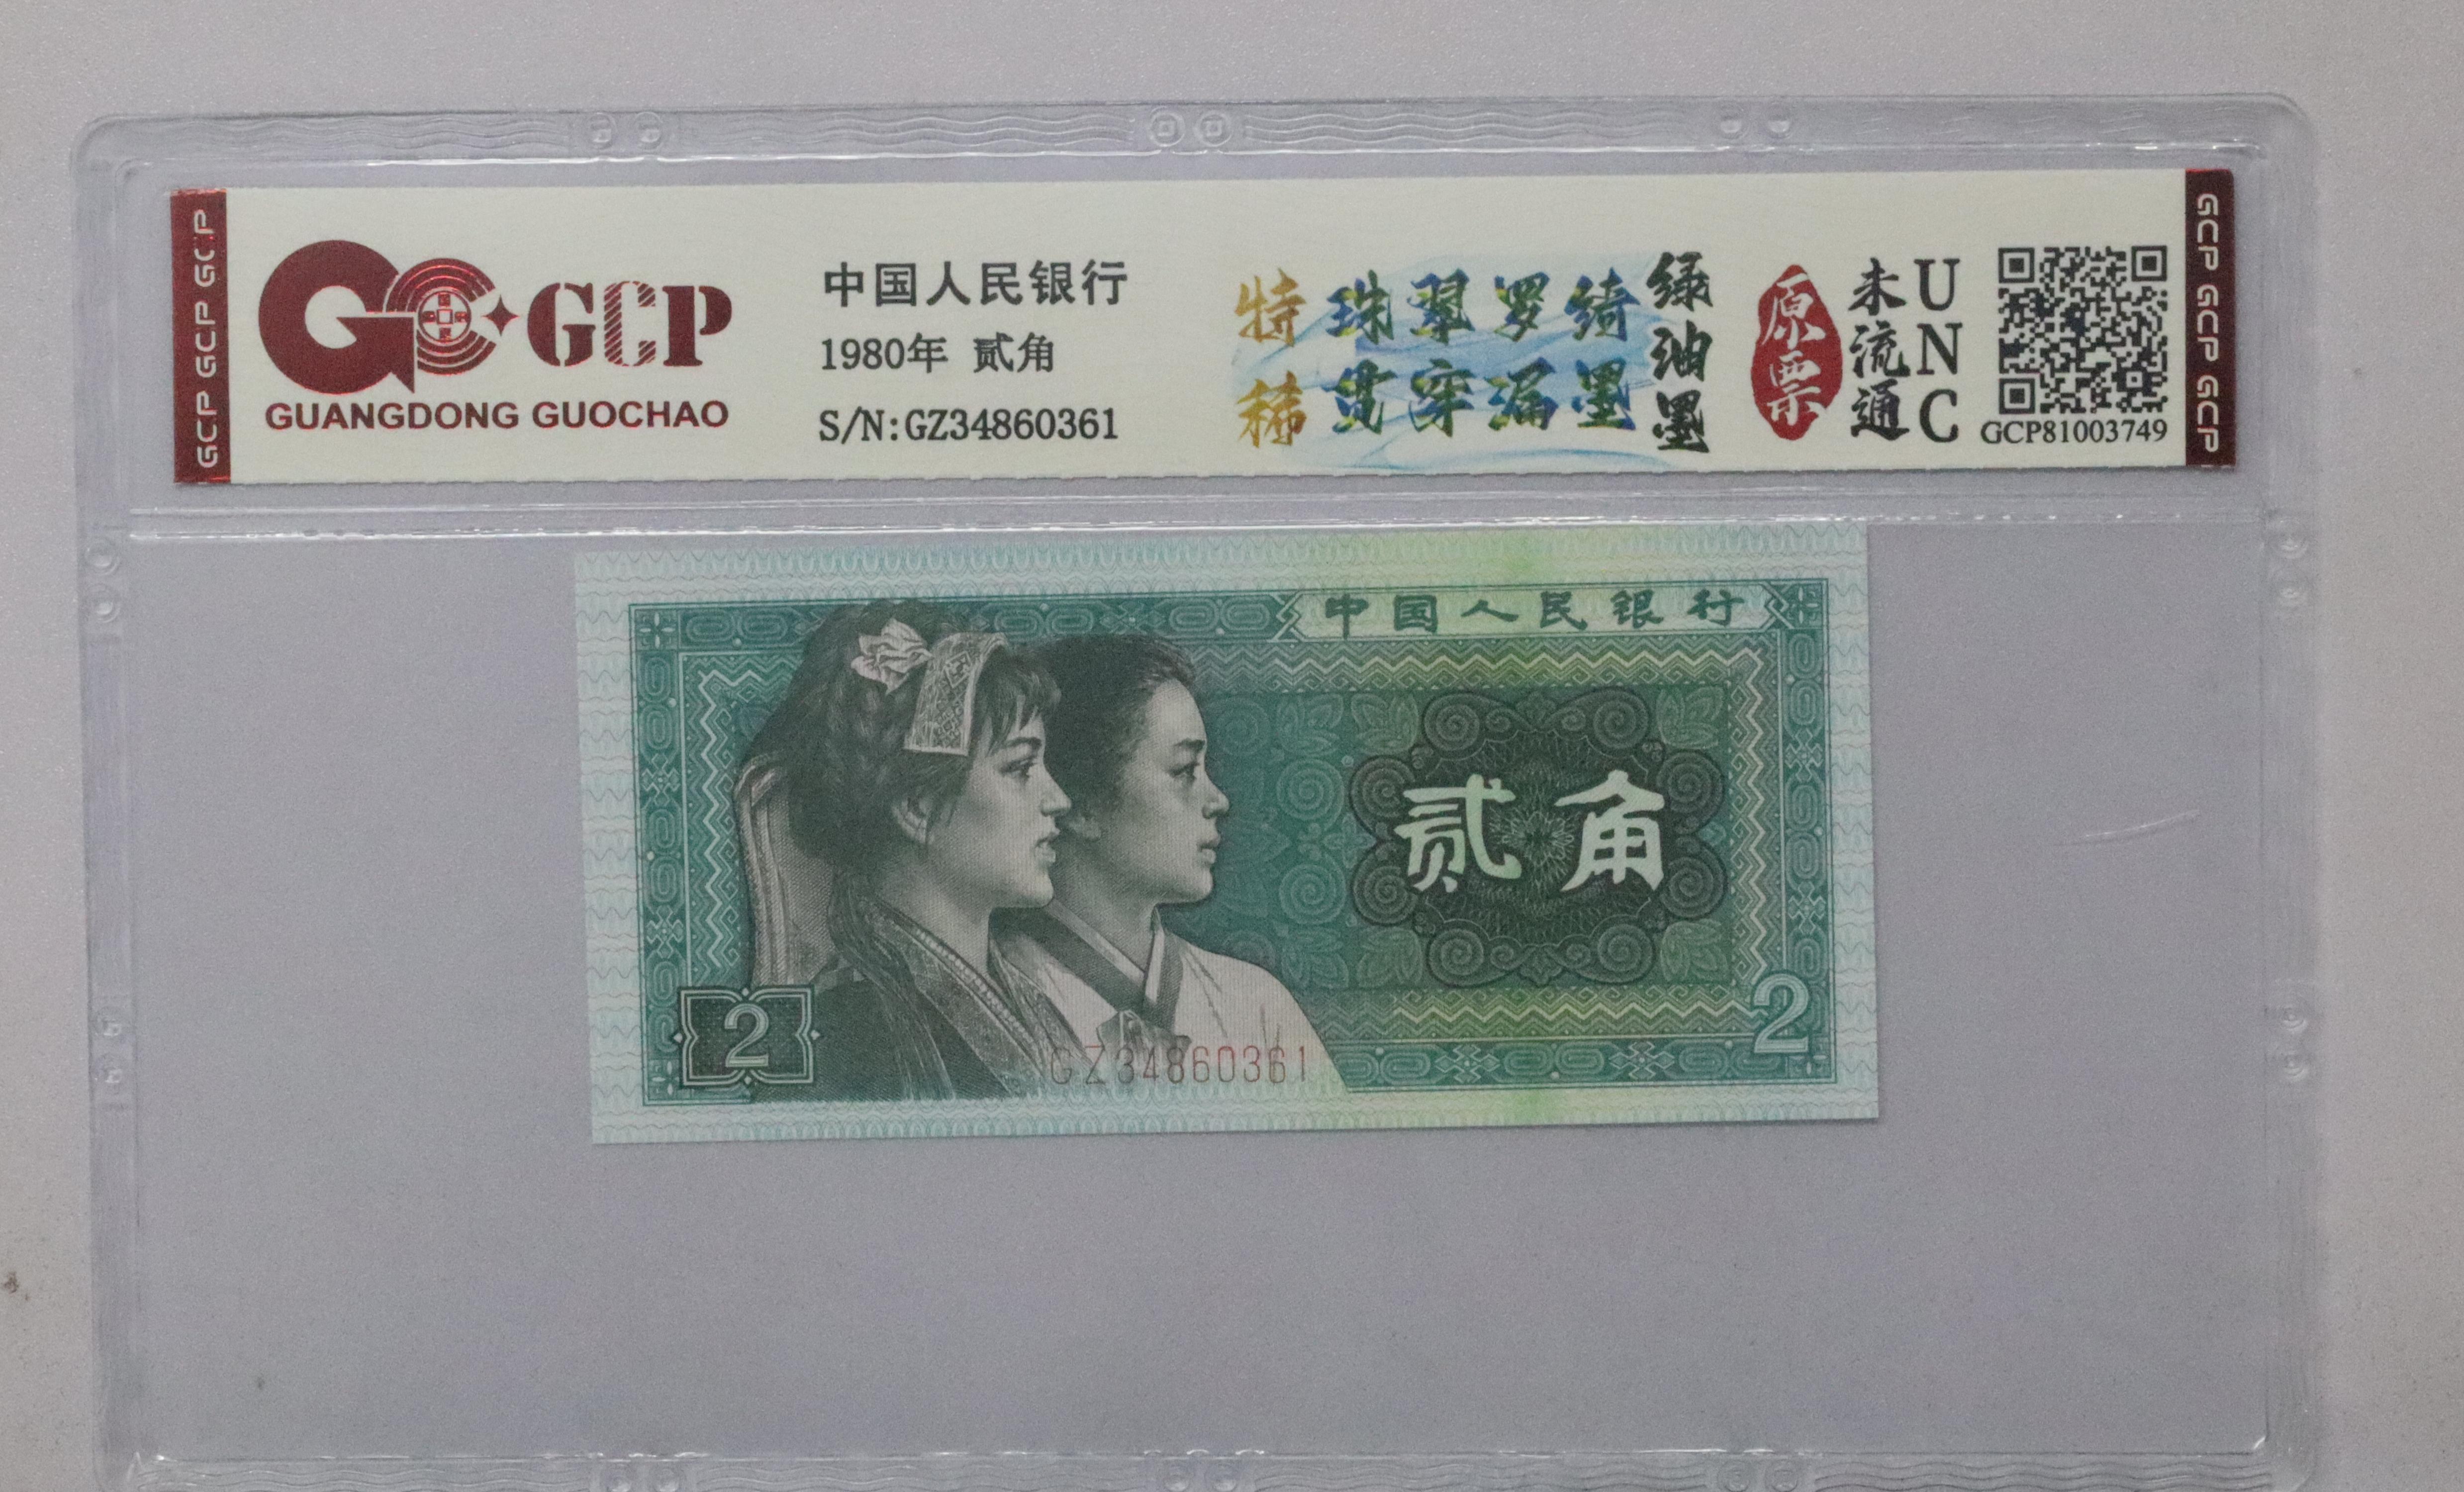 GCP GCP GCP
GCP
GUANGDONG GUOCHAO
中国人民银行
1980年 贰角
S/N:GZ34860361
特稀
珠翠罗绮
贯穿漏墨
绿油墨
原票
未流通
UNC
GCP81003749
GCP GCP GCP
中国人民银行
贰角
2
GZ34860361
2